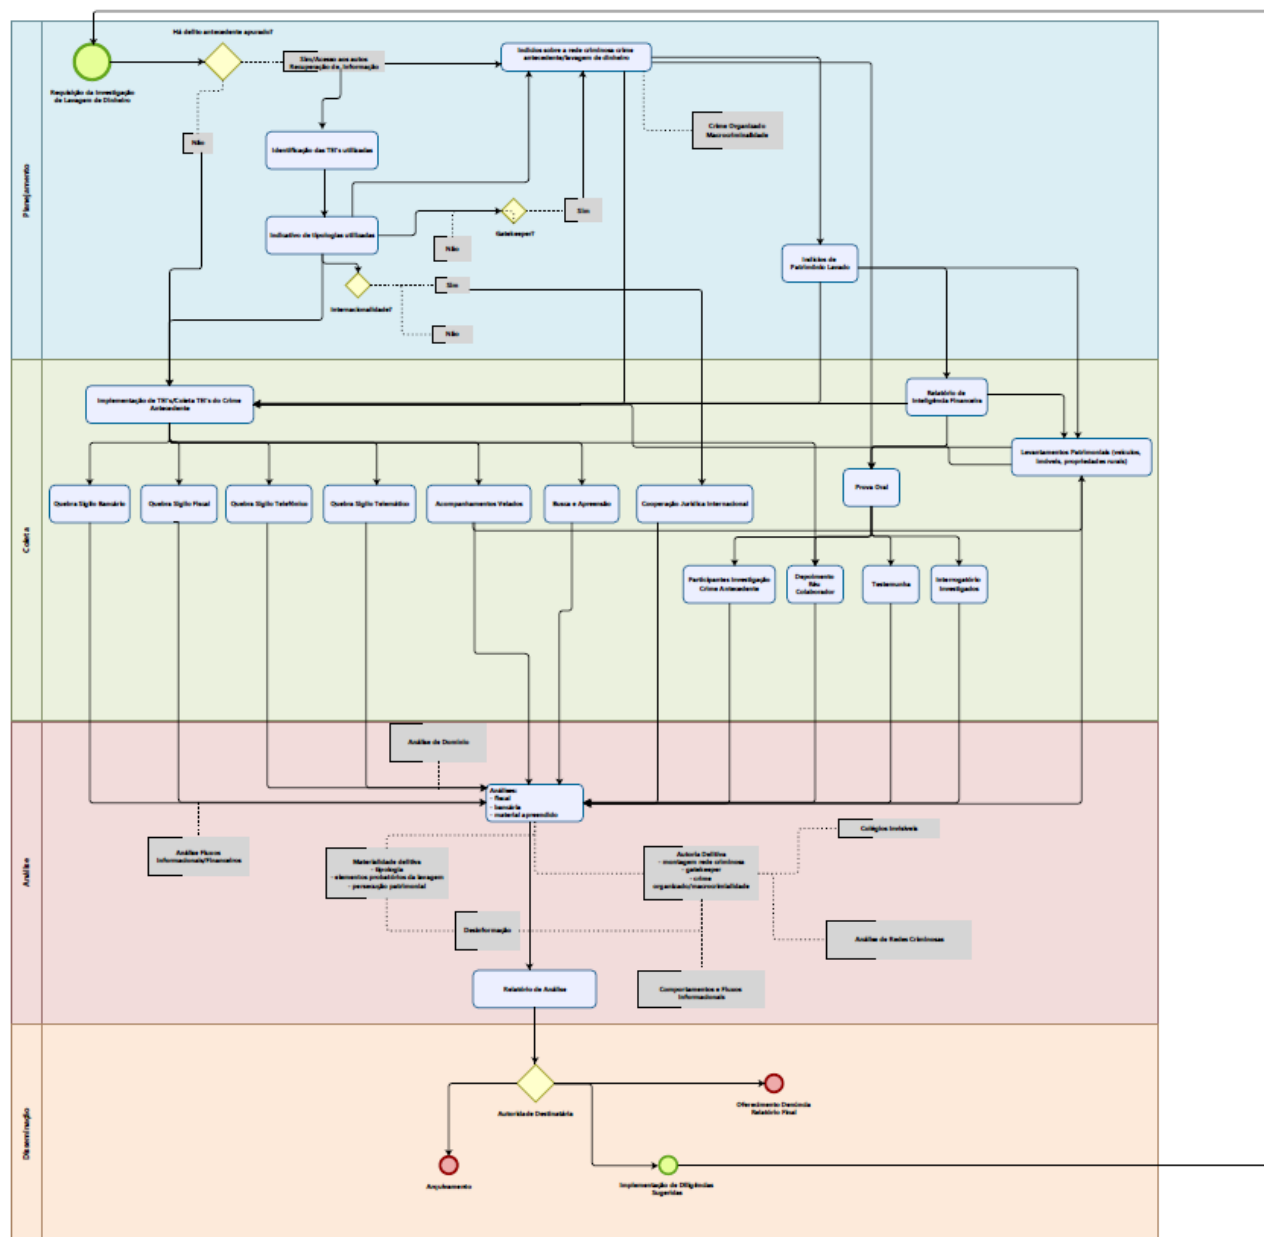 Há delito antecedente apurado?
Requisição da Investigação
de Lavagem de Dinheiro
Sim/Acesso aos autos
Recuperação de Informação
Indícios sobre a rede criminosa crime
antecedente/lavagem de dinheiro
Crime Organizado
Macrocriminalidade
Não
Identificação das TEI's utilizadas
Indicativo de tipologias utilizadas
Gatekeeper?
Sim
Não
Internacionalidade?
Sim
Não
Indícios de
Patrimônio Lavado
Planejamento
Implementação de TEI's/Coleta TEI's do Crime
Antecedente
Relatório de
Inteligência Financeira
Levantamentos Patrimoniais (veículos,
imóveis, propriedades rurais)
Quebra Sigilo Bancário
Quebra Sigilo Fiscal
Quebra Sigilo Telefônico
Quebra Sigilo Telemático
Acompanhamentos Velados
Busca e Apreensão
Cooperação Jurídica Internacional
Prova Oral
Participantes Investigação
Crime Antecedente
Depoimento
Réu
Colaborador
Testemunha
Interrogatório
Investigados
Coleta
Análise de Domínio
Análises:
- fiscal
- bancária
- material apreendido
Análise Fluxos
Informacionais/Financeiros
Materialidade delitiva
- tipologia
- elementos probatórios da lavagem
- persecução patrimonial
Autoria Delitiva
- montagem rede criminosa
- gatekeeper
- crime
organizado/macrocrimialidade
Colégios Invisíveis
Desinformação
Análise de Redes Criminosas
Comportamentos e Fluxos
Informacionais
Relatório de Análise
Análise
Autoridade Destinatária
Oferecimento Denúncia
Relatório Final
Arquivamento
Implementação de Diligências
Sugeridas
Disseminação